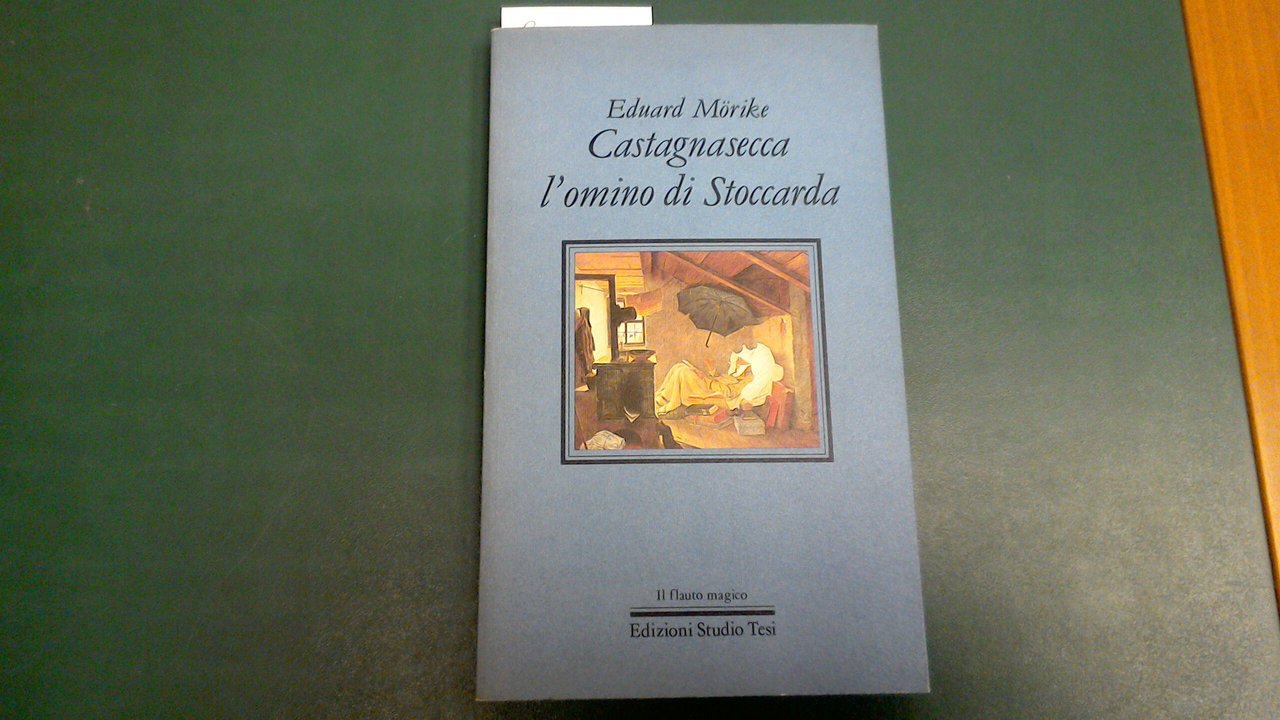 Eduard Mörike
Castagnasecca
l'omino di Stoccarda
Il flauto magico
Edizioni Studio Tesi